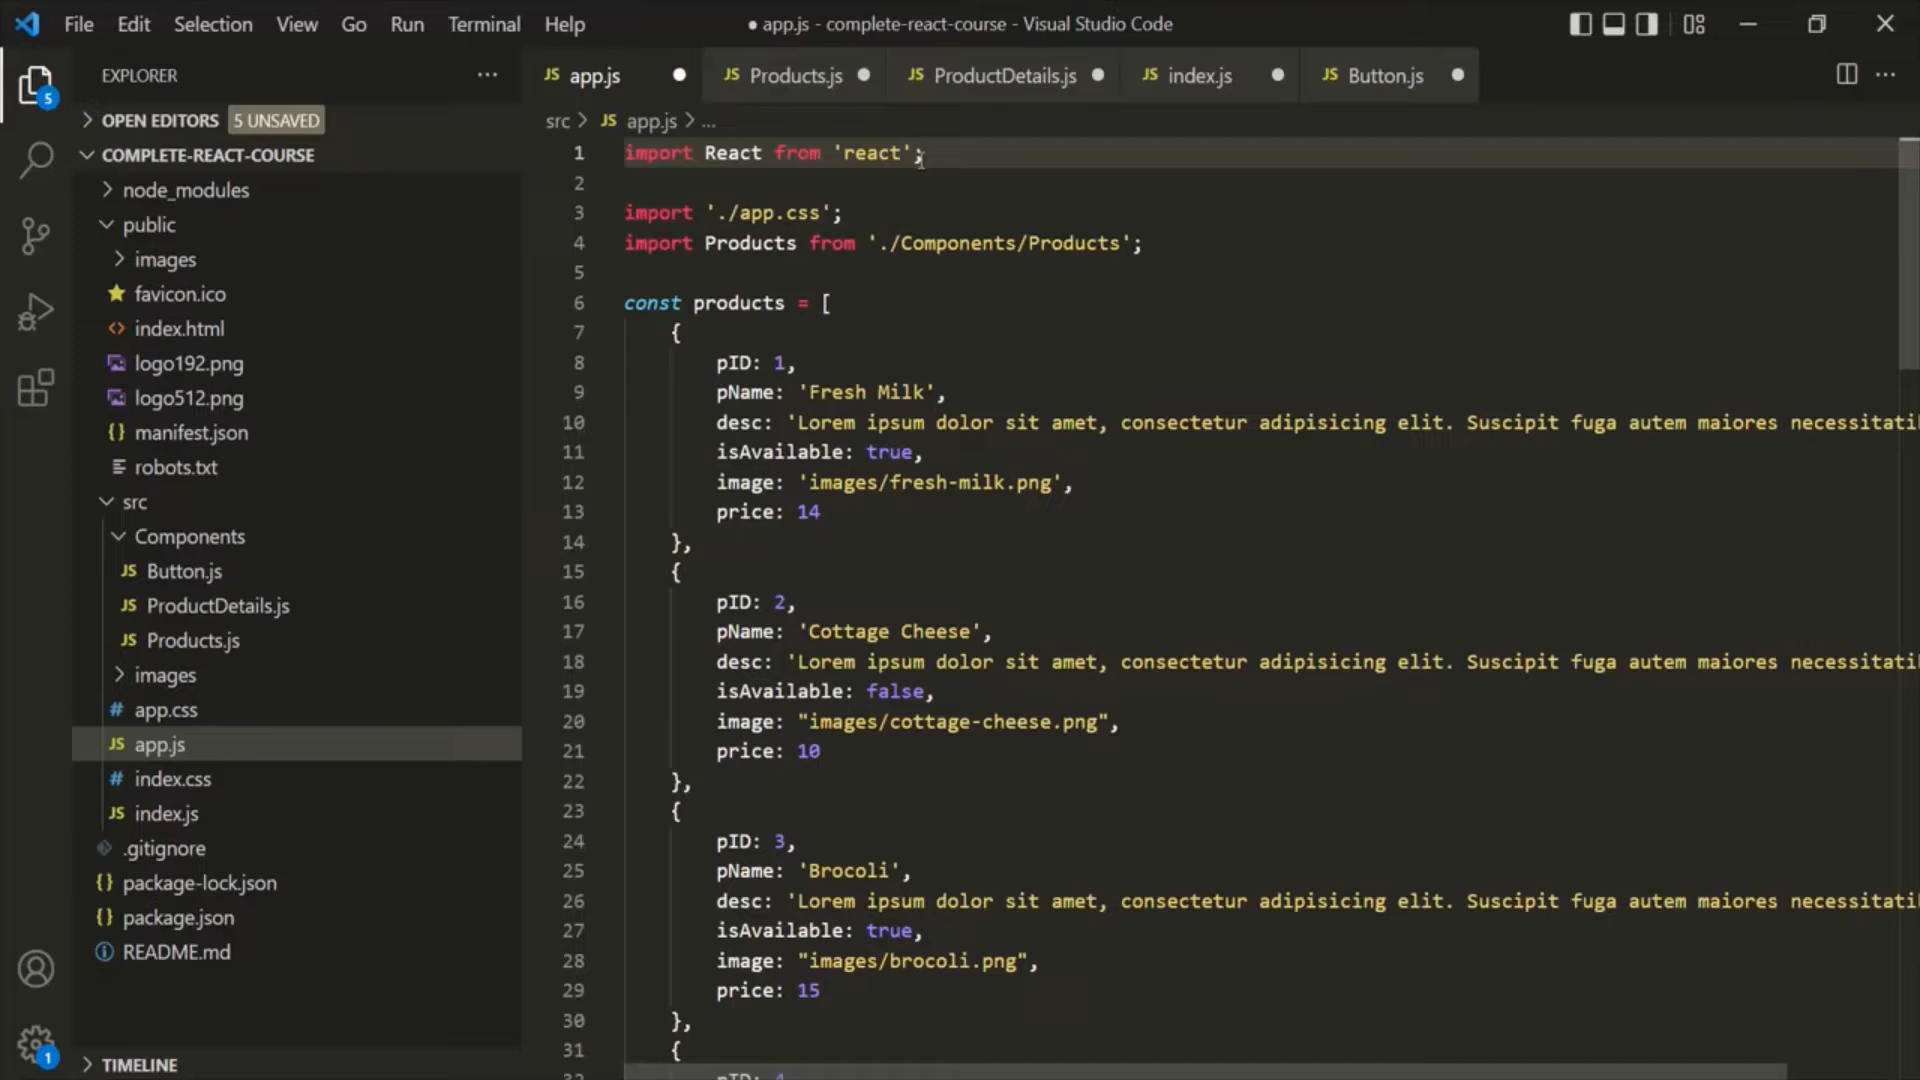 File Edit Selection View Go Run Terminal Help
● app.js - complete-react-course - Visual Studio Code
EXPLORER ...
JS app.js ●
JS Products.js ●
JS ProductDetails.js ●
JS index.js ●
JS Button.js ●
5
OPEN EDITORS 5 UNSAVED
COMPLETE-REACT-COURSE
node_modules
public
images
favicon.ico
<> index.html
logo192.png
logo512.png
{} manifest.json
robots.txt
src
Components
JS Button.js
JS ProductDetails.js
JS Products.js
images
# app.css
JS app.js
# index.css
JS index.js
.gitignore
{} package-lock.json
{} package.json
README.md
1
TIMELINE
src > JS app.js > ...
1 import React from 'react';
2
3 import './app.css';
4 import Products from './Components/Products';
5
6 const products = [
7 {
8 pID: 1,
9 pName: 'Fresh Milk',
10 desc: 'Lorem ipsum dolor sit amet, consectetur adipisicing elit. Suscipit fuga autem maiores
11 isAvailable: true,
12 image: 'images/fresh-milk.png',
13 price: 14
14 },
15 {
16 pID: 2,
17 pName: 'Cottage Cheese',
18 desc: 'Lorem ipsum dolor sit amet, consectetur adipisicing elit. Suscipit fuga autem maiores
19 isAvailable: false,
20 image: "images/cottage-cheese.png",
21 price: 10
22 },
23 {
24 pID: 3,
25 pName: 'Brocoli',
26 desc: 'Lorem ipsum dolor sit amet, consectetur adipisicing elit. Suscipit fuga autem maiores
27 isAvailable: true,
28 image: "images/brocoli.png",
29 price: 15
30 },
31 {